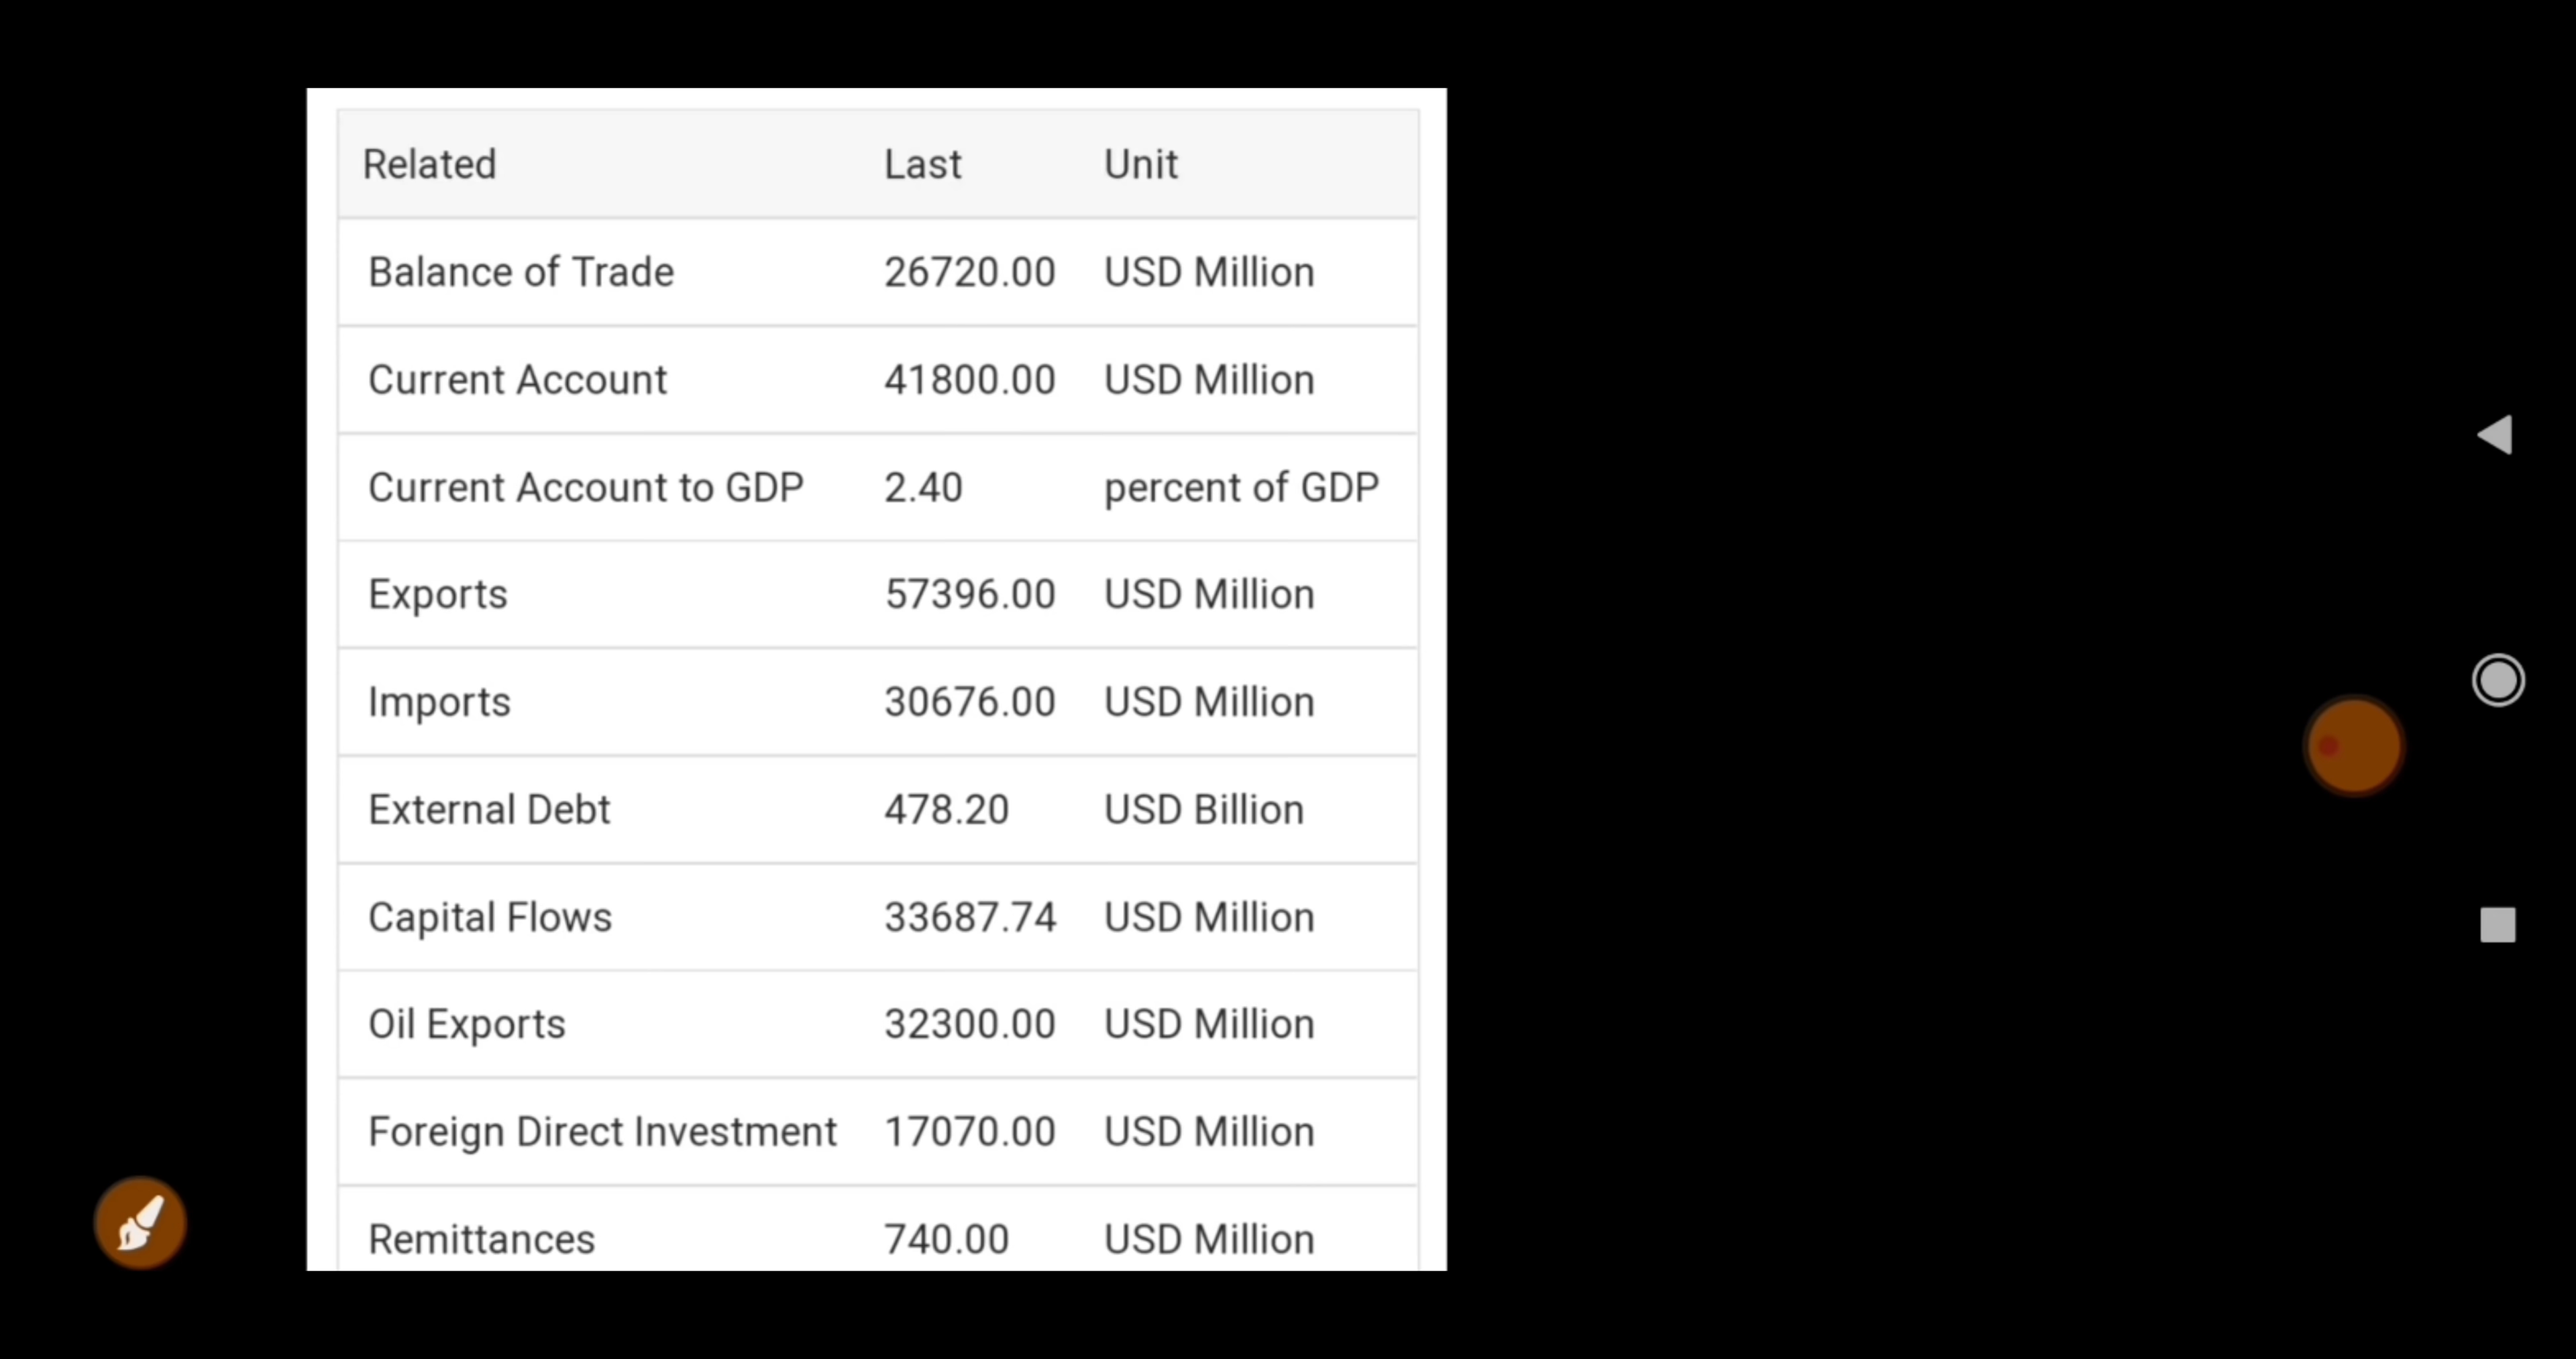 Related Last Unit
Balance of Trade 26720.00 USD Million
Current Account 41800.00 USD Million
Current Account to GDP 2.40 percent of GDP
Exports 57396.00 USD Million
Imports 30676.00 USD Million
External Debt 478.20 USD Billion
Capital Flows 33687.74 USD Million
Oil Exports 32300.00 USD Million
Foreign Direct Investment 17070.00 USD Million
Remittances 740.00 USD Million